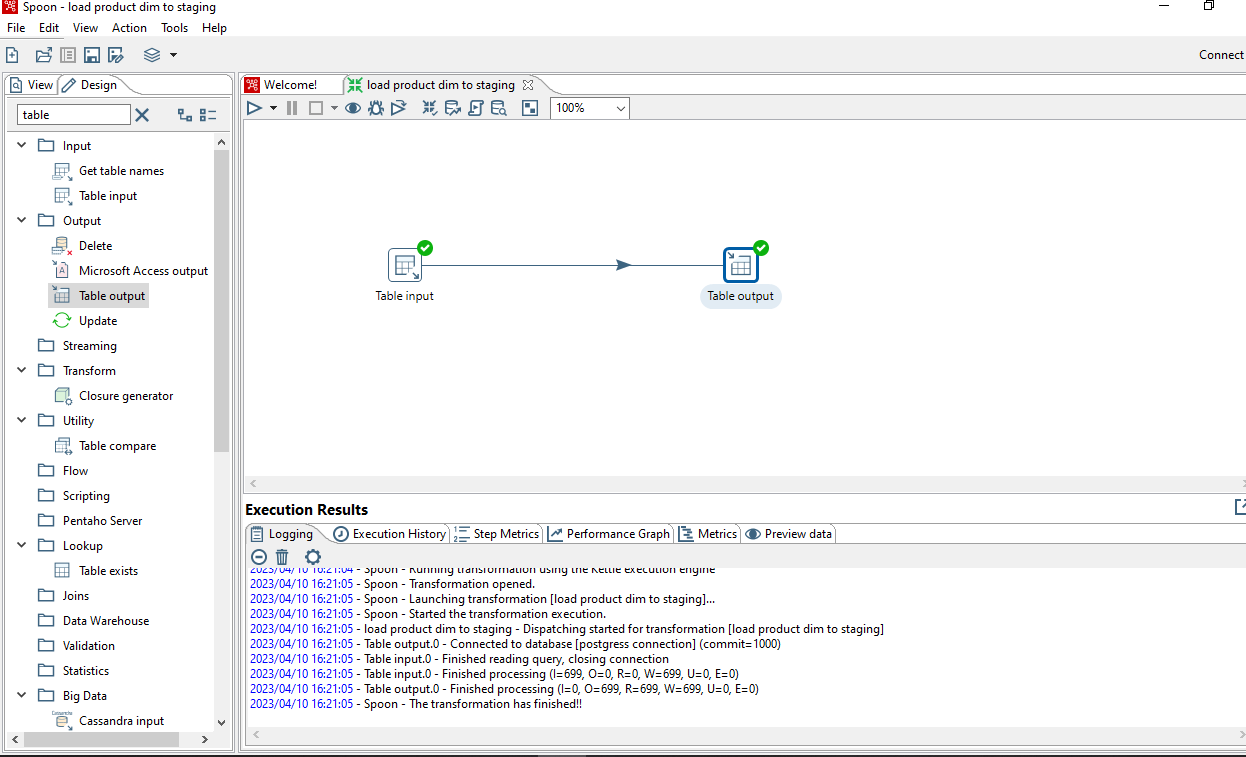 Spoon - load product dim to staging
File Edit View Action Tools Help
Connect
View Design
table
Input
Get table names
Table input
Output
Delete
Microsoft Access output
Table output
Update
Streaming
Transform
Closure generator
Utility
Table compare
Flow
Scripting
Pentaho Server
Lookup
Table exists
Joins
Data Warehouse
Validation
Statistics
Big Data
Cassandra input
Welcome! load product dim to staging
100%
Table input
Table output
Execution Results
Logging Execution History Step Metrics Performance Graph Metrics Preview data
2023/04/10 16:21:04 - Spoon - Running transformation using the Kettle execution engine
2023/04/10 16:21:05 - Spoon - Transformation opened.
2023/04/10 16:21:05 - Spoon - Launching transformation [load product dim to staging]...
2023/04/10 16:21:05 - Spoon - Started the transformation execution.
2023/04/10 16:21:05 - load product dim to staging - Dispatching started for transformation [load product dim to staging]
2023/04/10 16:21:05 - Table output.0 - Connected to database [postgress connection] (commit=1000)
2023/04/10 16:21:05 - Table input.0 - Finished reading query, closing connection
2023/04/10 16:21:05 - Table input.0 - Finished processing (I=699, O=0, R=0, W=699, U=0, E=0)
2023/04/10 16:21:05 - Table output.0 - Finished processing (I=0, O=699, R=699, W=699, U=0, E=0)
2023/04/10 16:21:05 - Spoon - The transformation has finished!!